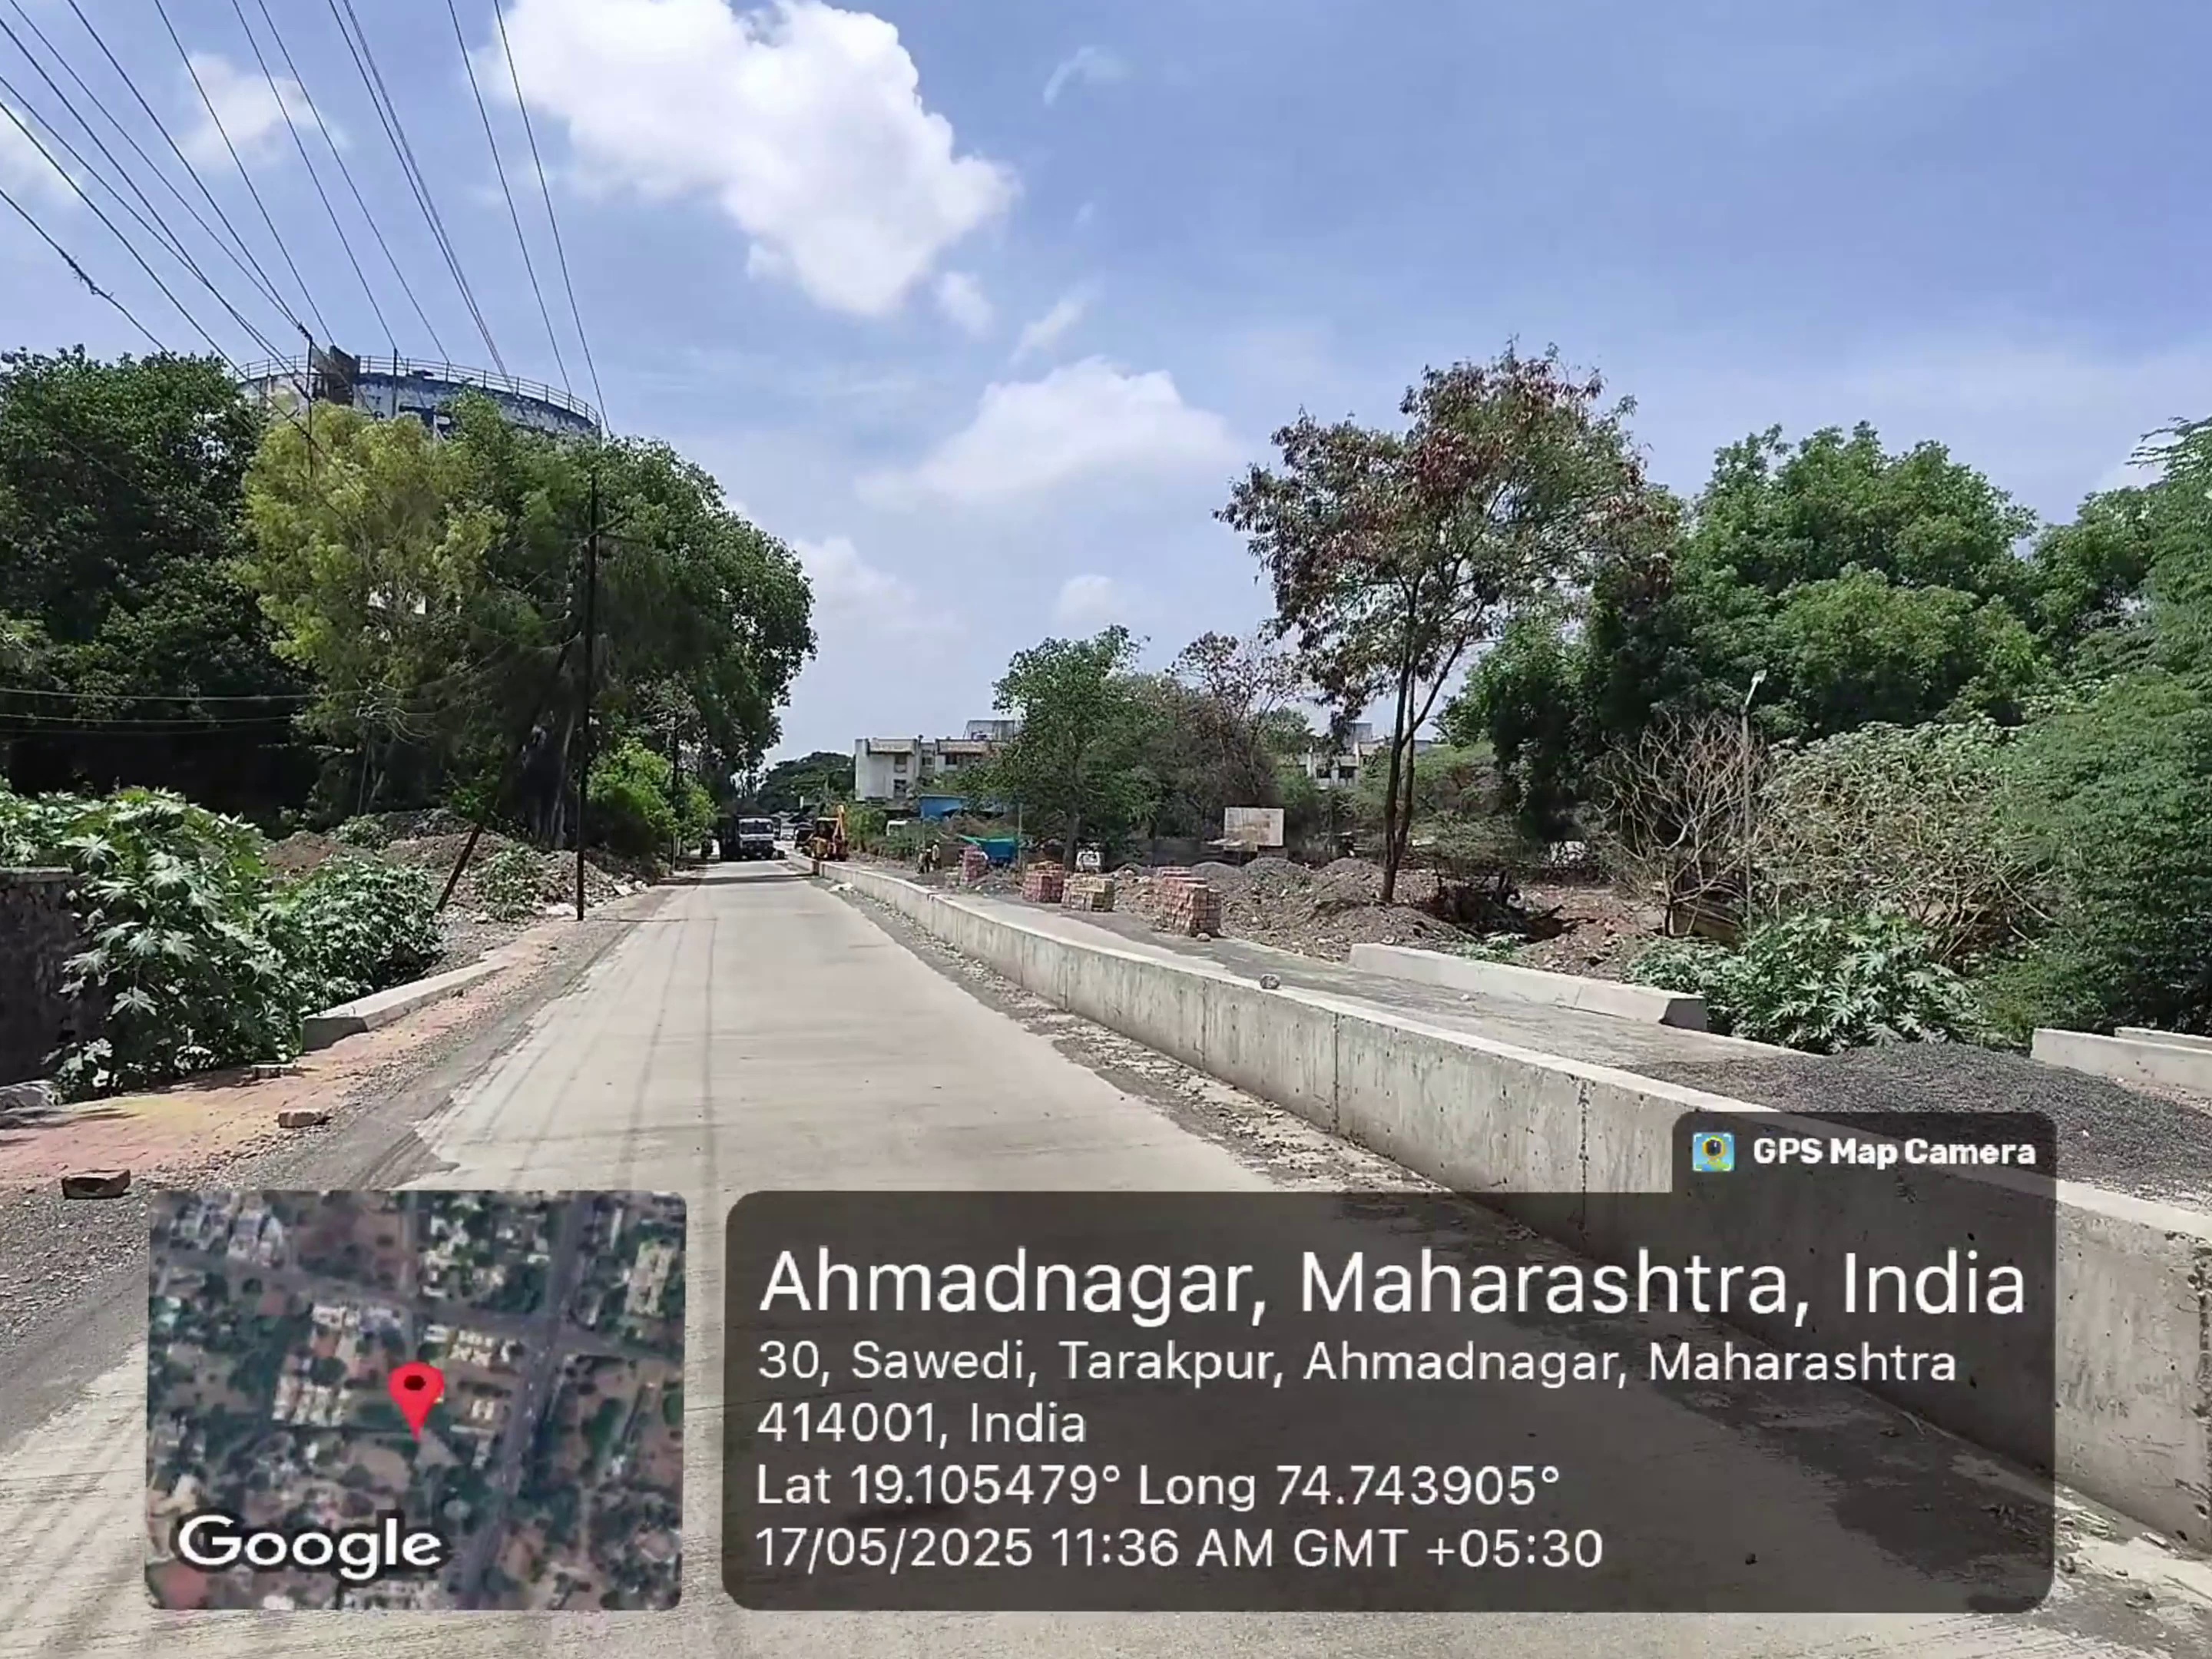 GPS Map Camera
Ahmadnagar, Maharashtra, India
30, Sawedi, Tarakpur, Ahmadnagar, Maharashtra
414001, India
Lat 19.105479° Long 74.743905°
17/05/2025 11:36 AM GMT +05:30
Google